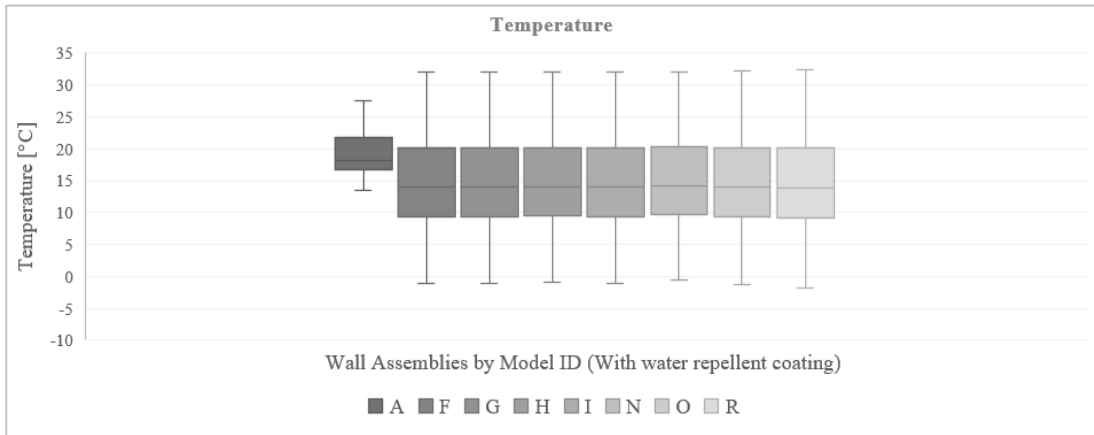 Temperature
35
30
25
20
15
10
5
0
-5
-10
Temperature [°C]
Wall Assemblies by Model ID (With water repellent coating)
A F G H I N O R